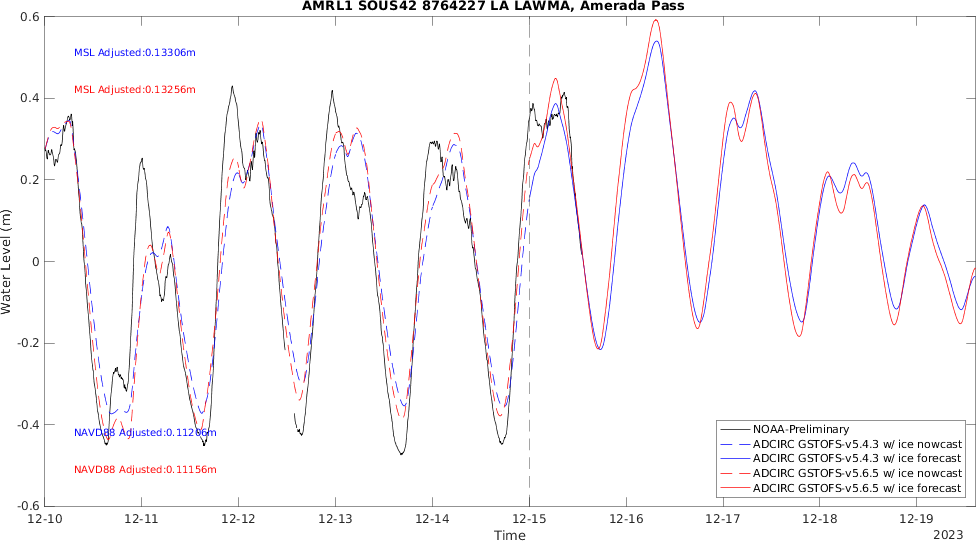 AMRL1 SOUS42 8764227 LA LAWMA, Amerada Pass
0.6
MSL Adjusted:0.13306m
MSL Adjusted:0.13256m
0.4
0.2
0
-0.2
-0.4
-0.6
Water Level (m)
NAVD88 Adjusted:0.11206m
NAVD88 Adjusted:0.11156m
NOAA-Preliminary
ADCIRC GSTOFS-v5.4.3 w/ ice nowcast
ADCIRC GSTOFS-v5.4.3 w/ ice forecast
ADCIRC GSTOFS-v5.6.5 w/ ice nowcast
ADCIRC GSTOFS-v5.6.5 w/ ice forecast
12-10 12-11 12-12 12-13 12-14 12-15 12-16 12-17 12-18 12-19
Time
2023